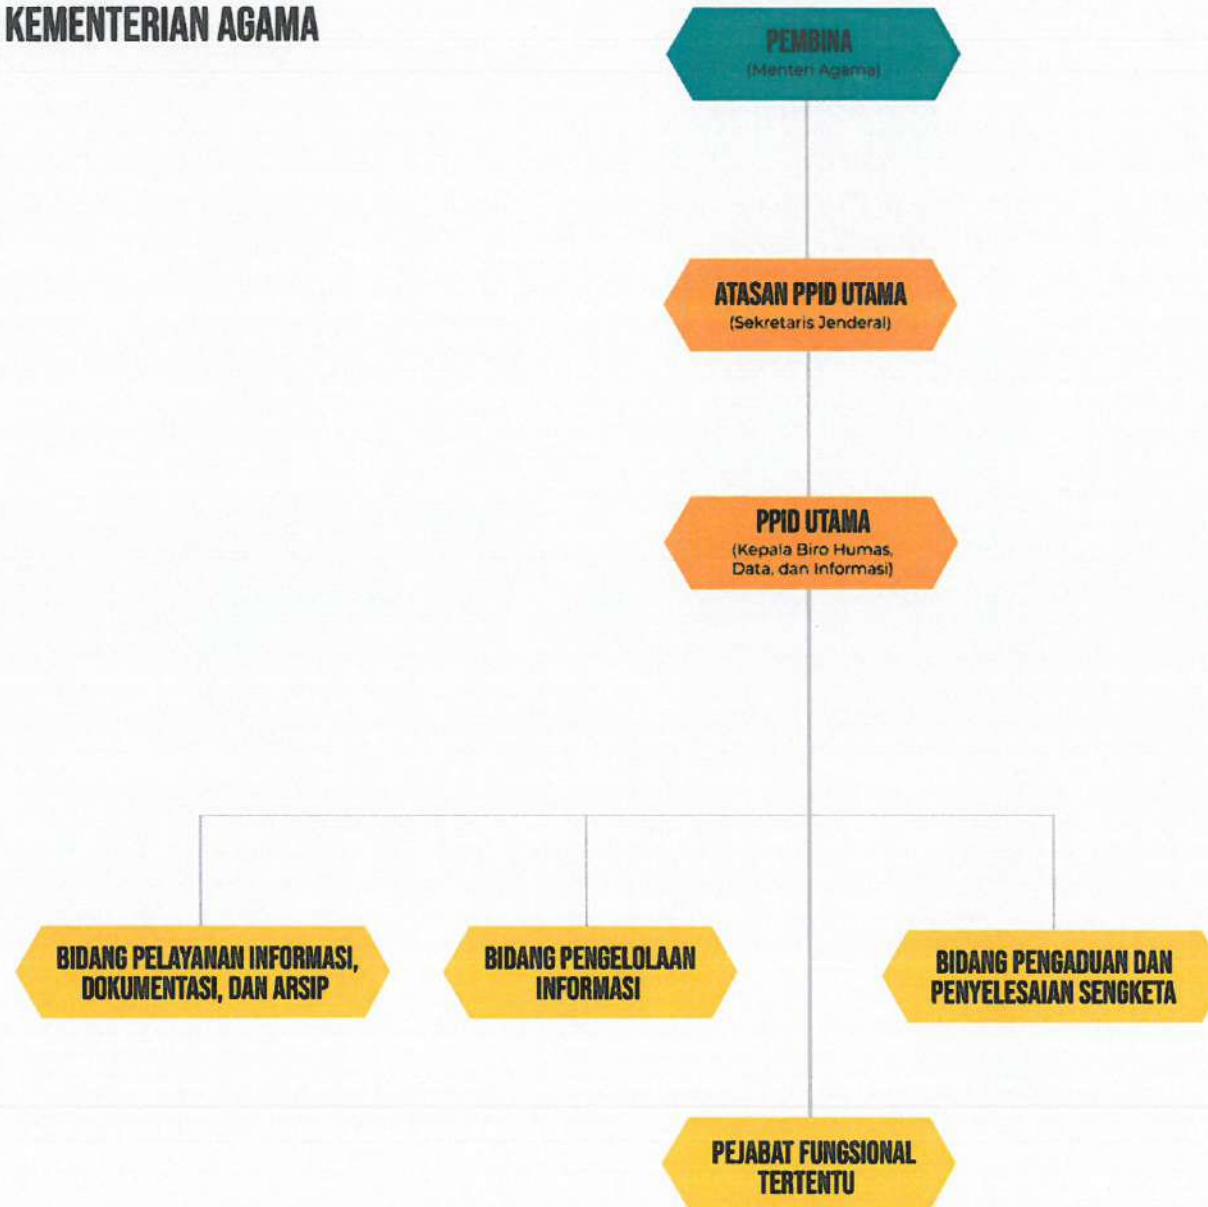 KEMENTERIAN AGAMA
PEMBINA
(Menteri Agama)
ATASAN PPID UTAMA
(Sekretaris Jenderal)
PPID UTAMA
(Kepala Biro Humas,
Data, dan Informasi)
BIDANG PELAYANAN INFORMASI,
DOKUMENTASI, DAN ARSIP
BIDANG PENGELOLAAN
INFORMASI
BIDANG PENGADUAN DAN
PENYELESAIAN SENGKETA
PEJABAT FUNGSIONAL
TERTENTU